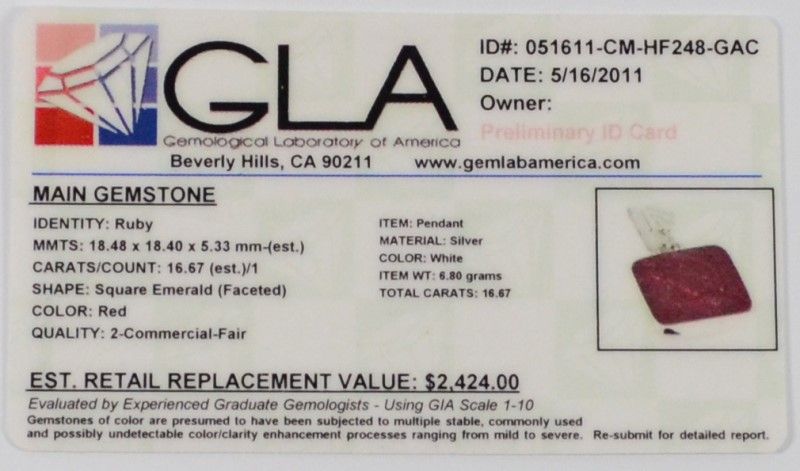 GLA
Gemological Laboratory of America
Beverly Hills, CA 90211 www.gemlabamerica.com
ID#: 051611-CM-HF248-GAC
DATE: 5/16/2011
Owner:
Preliminary ID Card
MAIN GEMSTONE
IDENTITY: Ruby
MMTS: 18.48 x 18.40 x 5.33 mm-(est.)
CARATS/COUNT: 16.67 (est.)/1
SHAPE: Square Emerald (Faceted)
COLOR: Red
QUALITY: 2-Commercial-Fair
ITEM: Pendant
MATERIAL: Silver
COLOR: White
ITEM WT: 6.80 grams
TOTAL CARATS: 16.67
EST. RETAIL REPLACEMENT VALUE: $2,424.00
Evaluated by Experienced Graduate Gemologists - Using GIA Scale 1-10
Gemstones of color are presumed to have been subjected to multiple stable, commonly used
and possibly undetectable color/clarity enhancement processes ranging from mild to severe. Re-submit for detailed report.